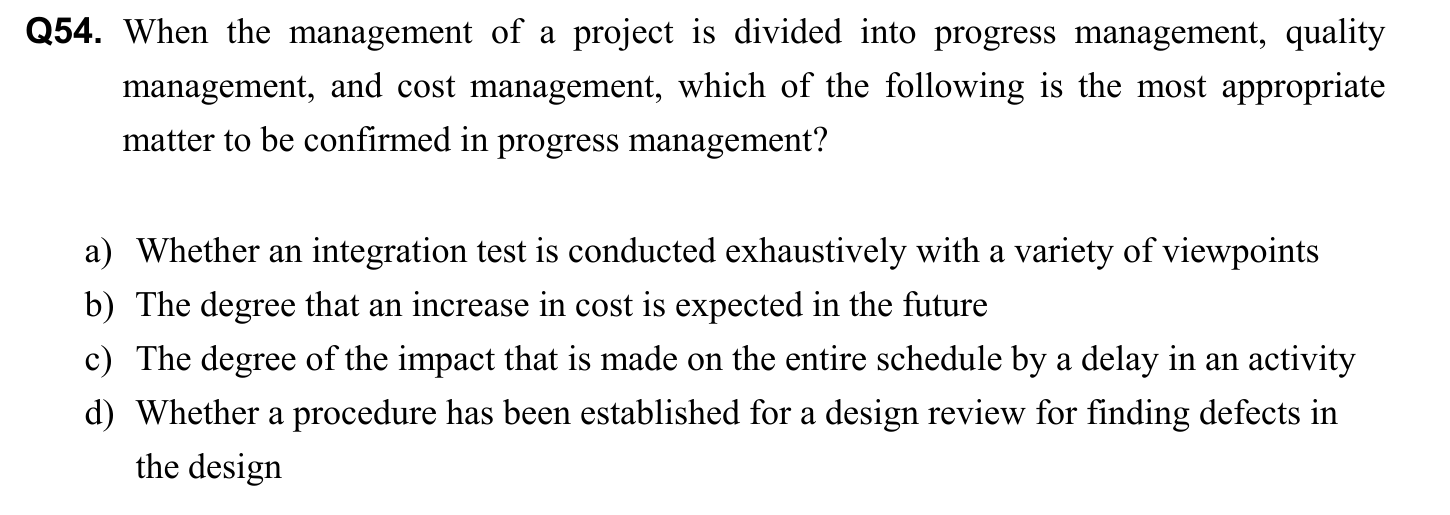 Q54. When the management of a project is divided into progress management, quality
management, and cost management, which of the following is the most appropriate
matter to be confirmed in progress management?
a) Whether an integration test is conducted exhaustively with a variety of viewpoints
b) The degree that an increase in cost is expected in the future
c) The degree of the impact that is made on the entire schedule by a delay in an activity
d) Whether a procedure has been established for a design review for finding defects in
the design